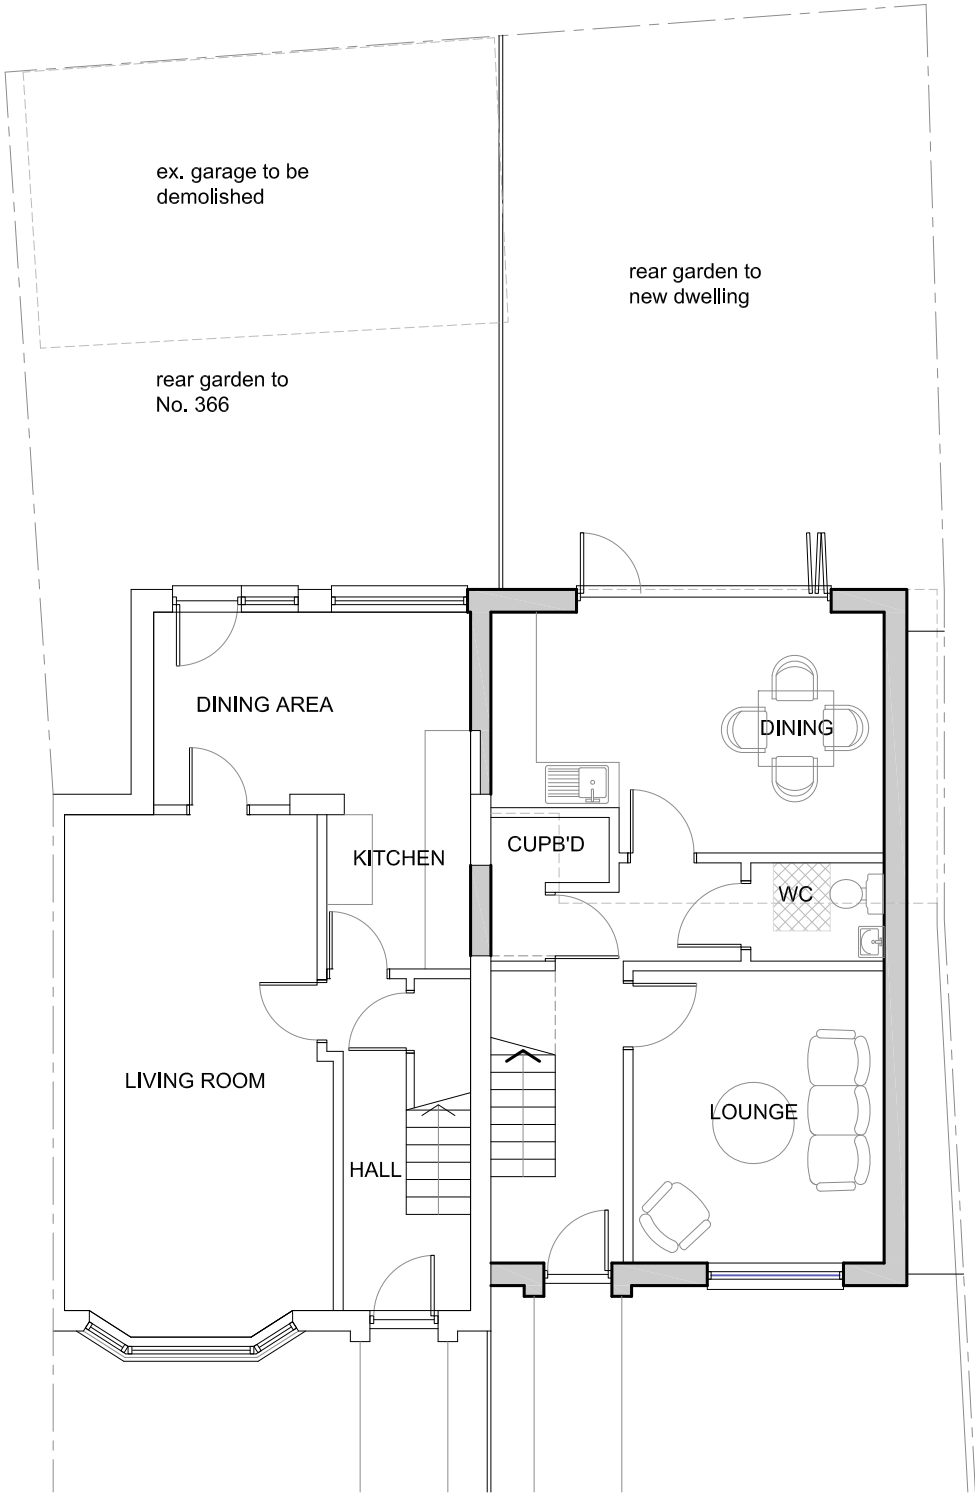 ex. garage to be
demolished
rear garden to
new dwelling
rear garden to
No. 366
DINING AREA
DINING
KITCHEN
CUPB'D
WC
LIVING ROOM
LOUNGE
HALL